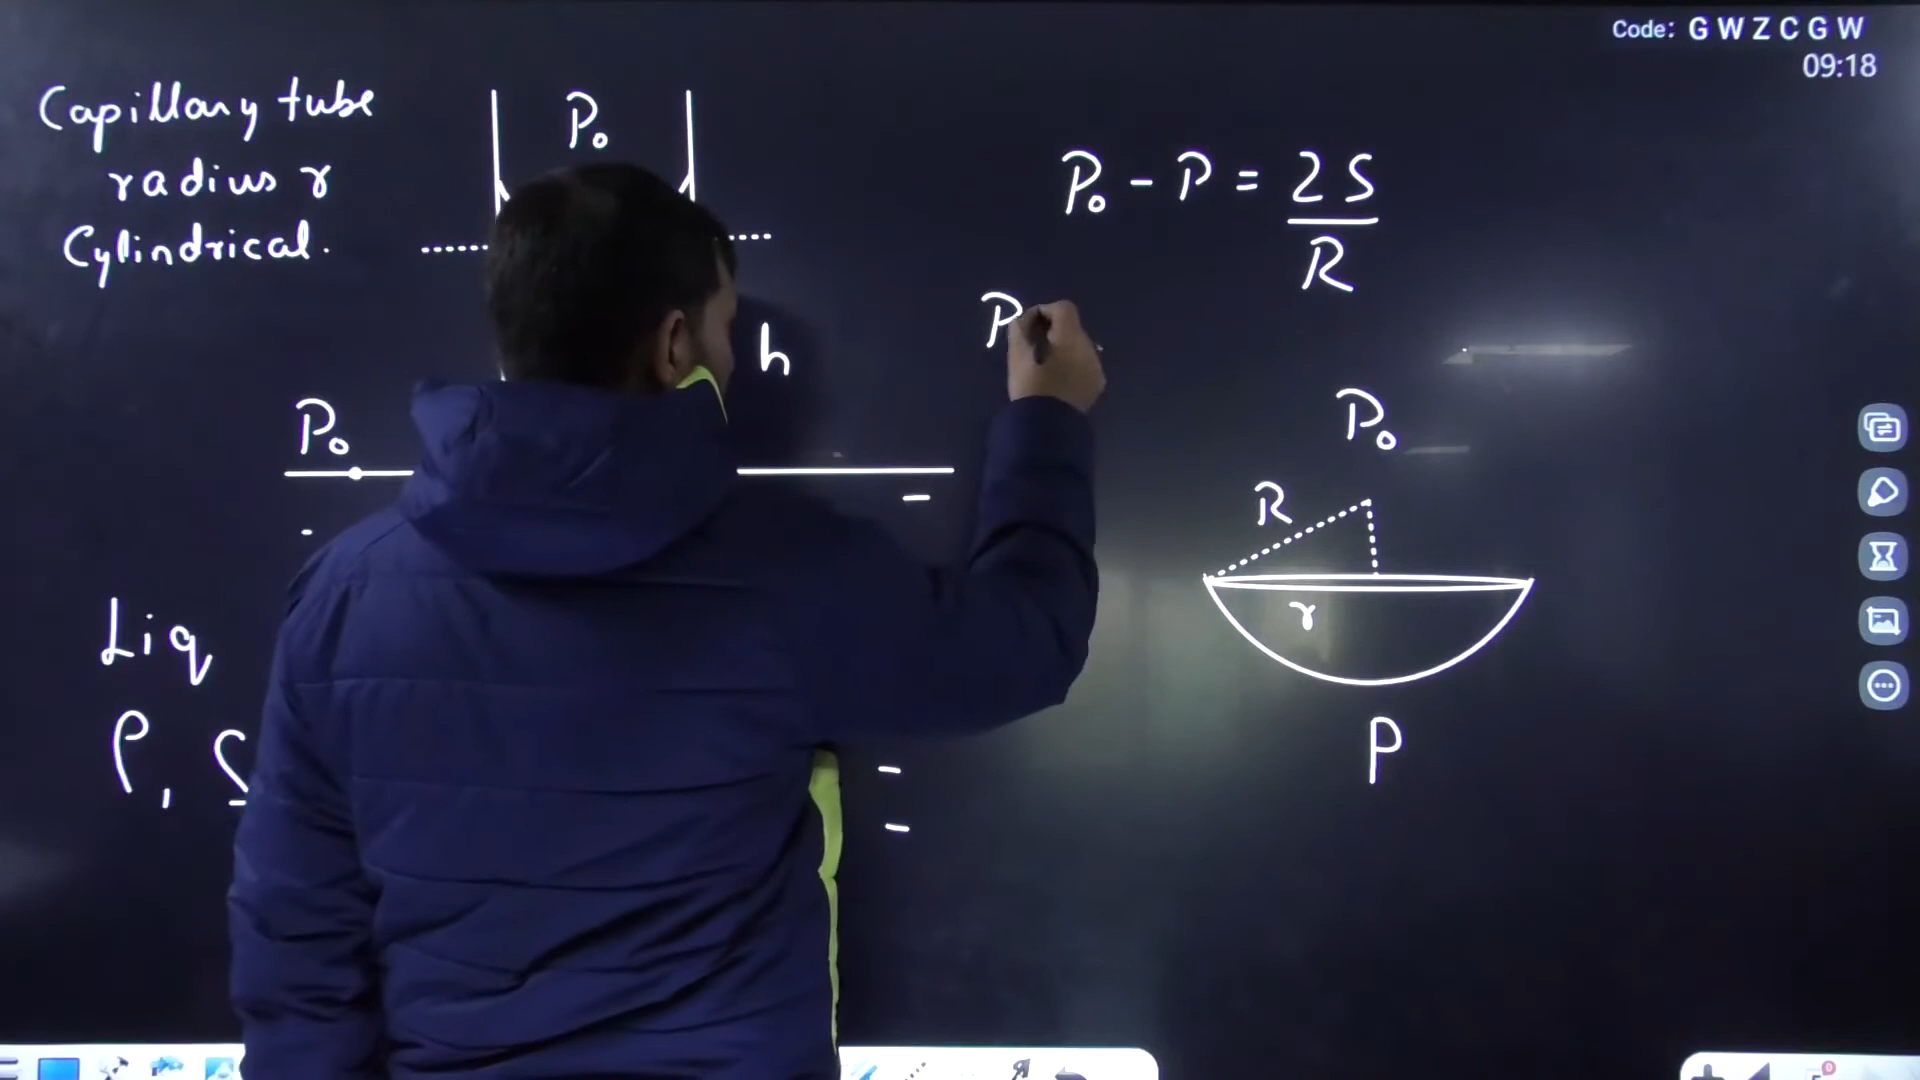 Code: GWZCGW
09:18
Capillary tube
radius r
Cylindrical.
P₀
P₀ - P = 2S
R
P
h
P₀
P₀
R
r
Liq
ρ, S
P